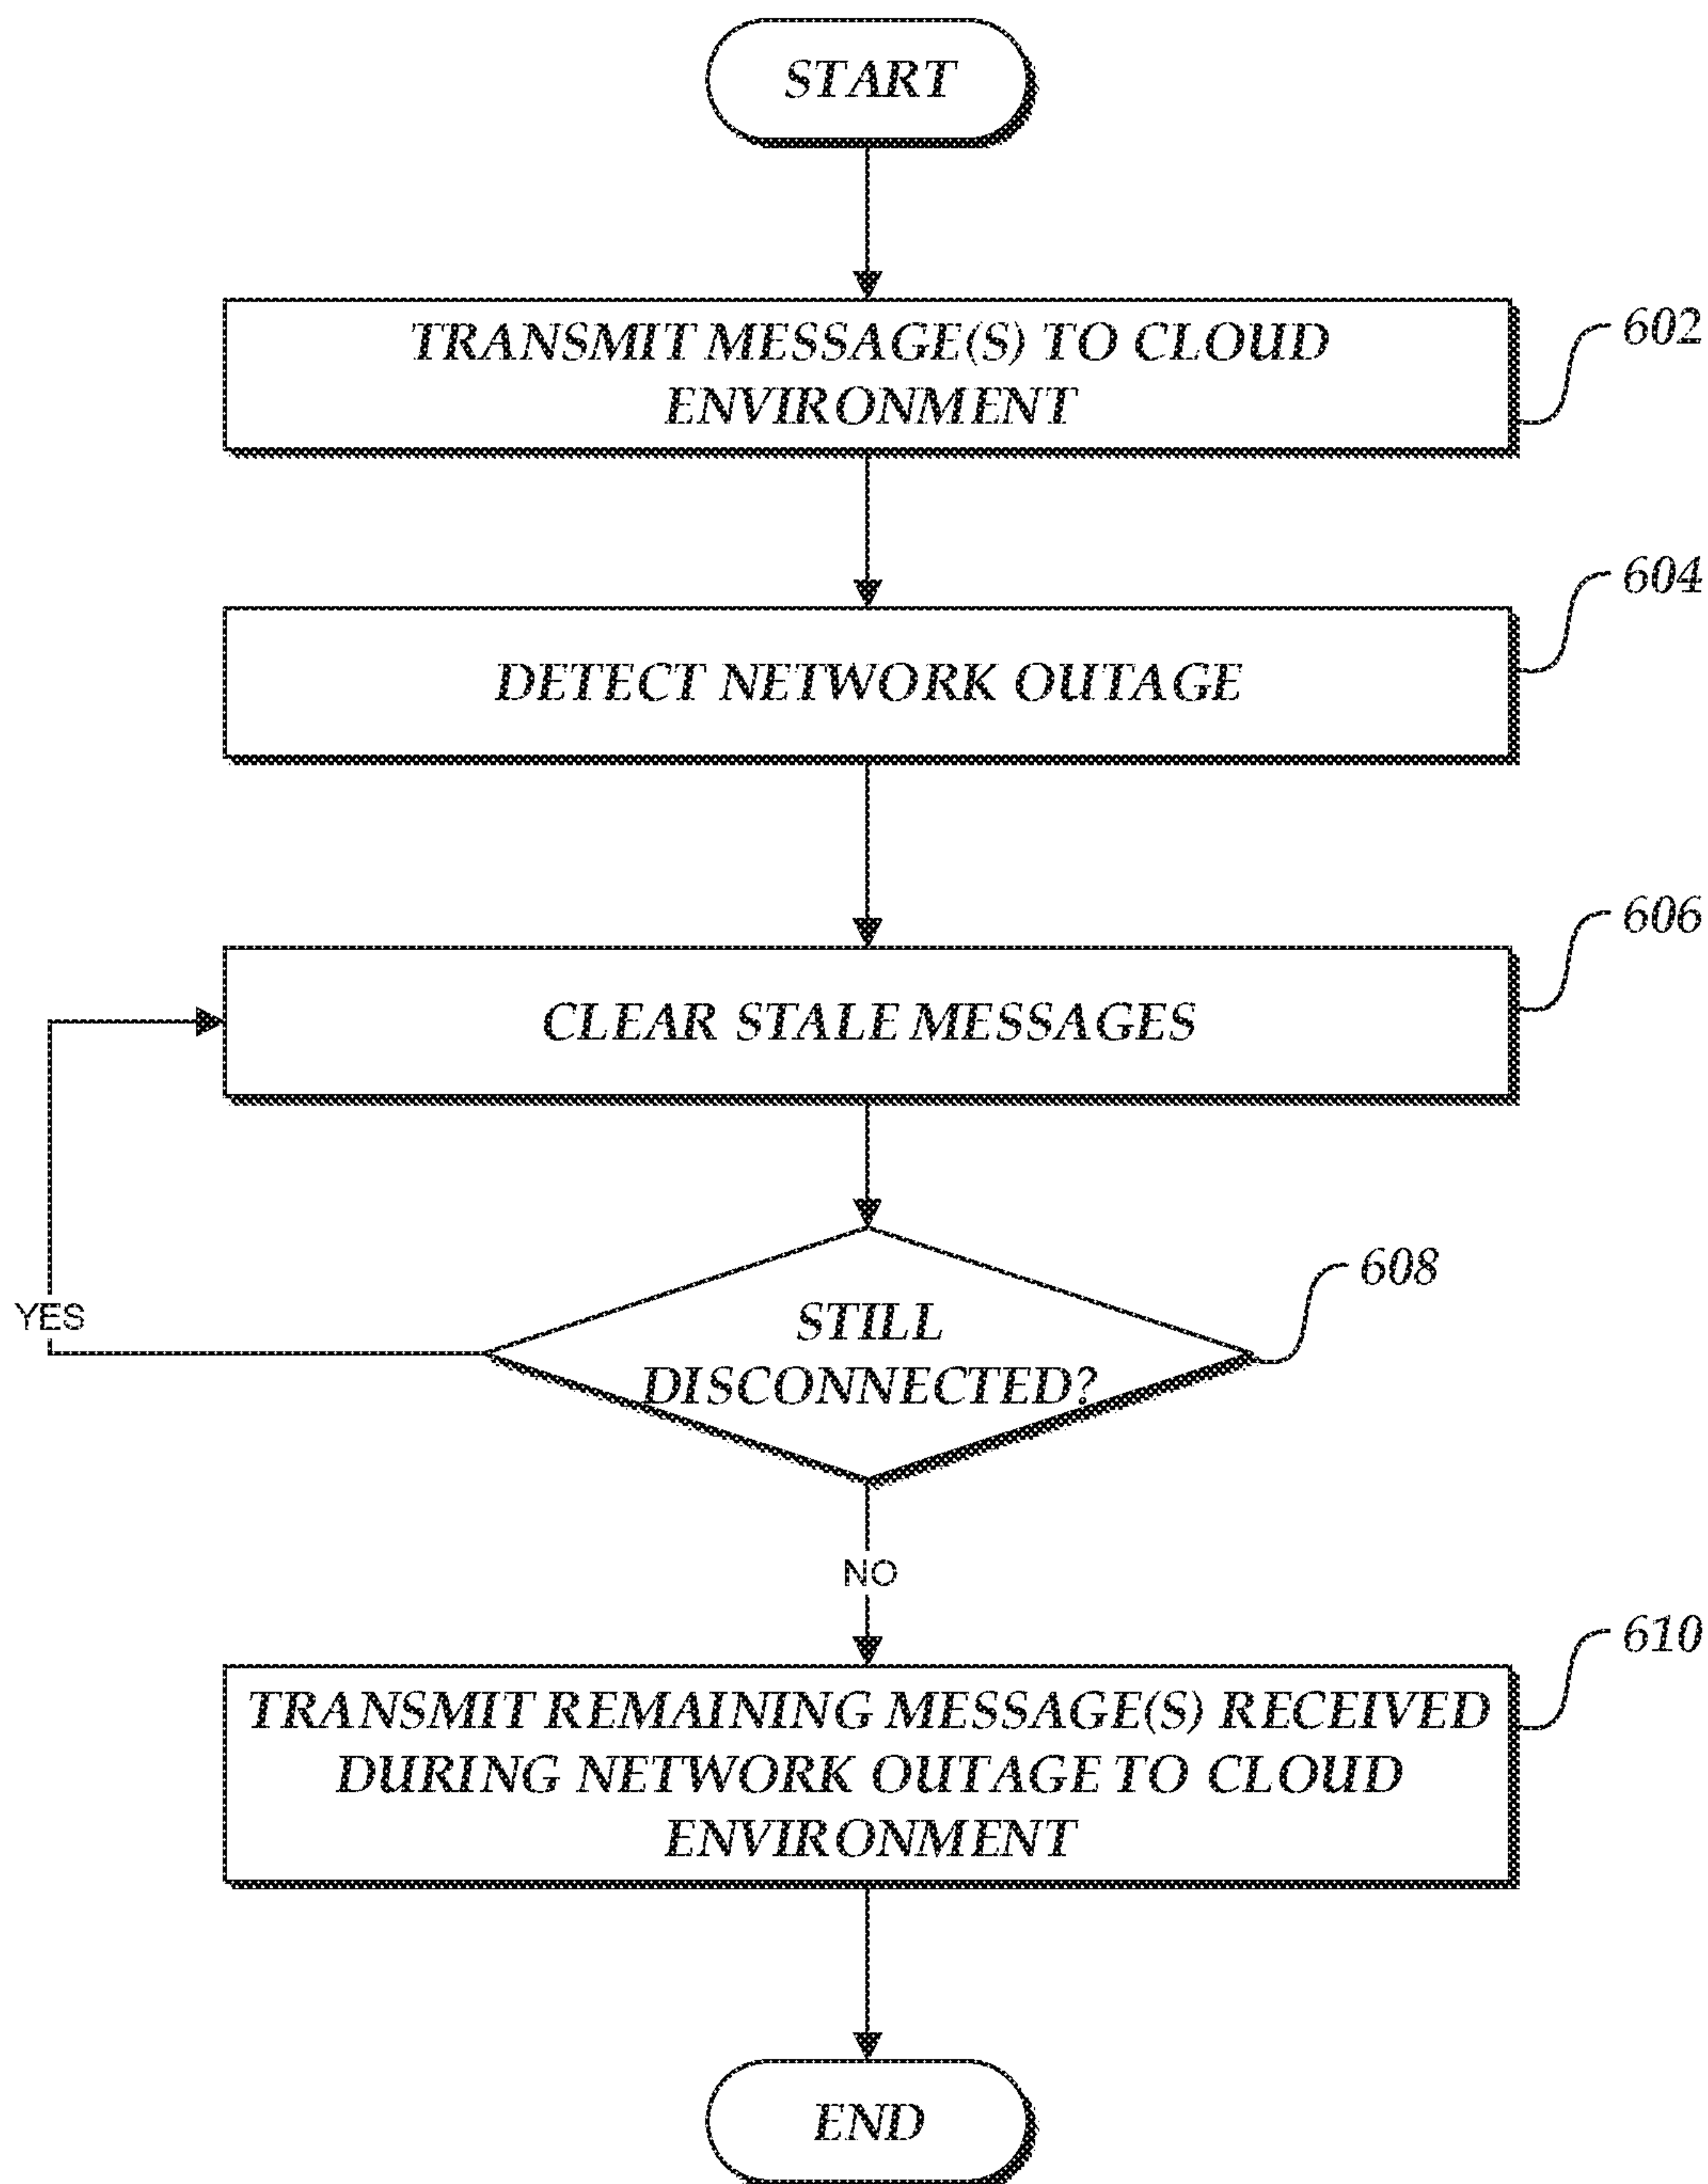 START
TRANSMIT MESSAGE(S) TO CLOUD
ENVIRONMENT
602
DETECT NETWORK OUTAGE
604
CLEAR STALE MESSAGES
606
STILL
DISCONNECTED?
608
YES
NO
TRANSMIT REMAINING MESSAGE(S) RECEIVED
DURING NETWORK OUTAGE TO CLOUD
ENVIRONMENT
610
END